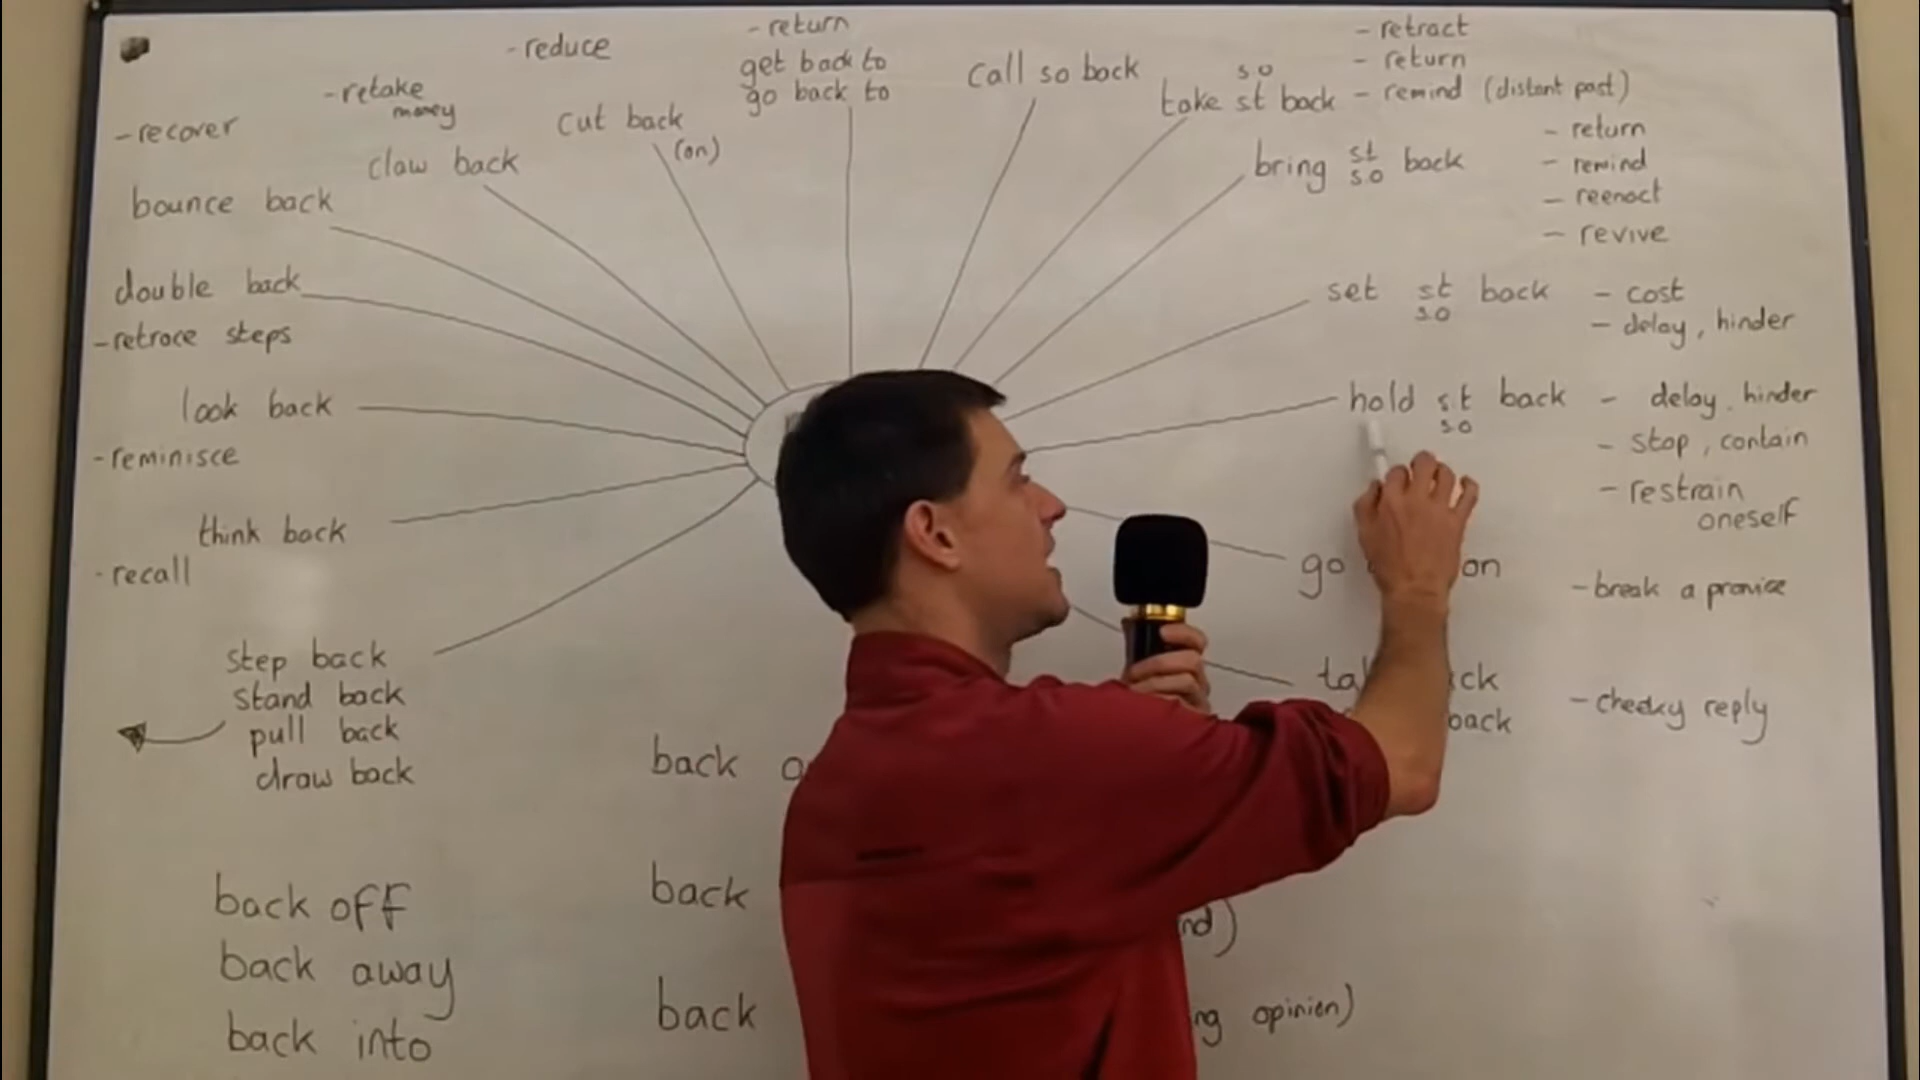 - recover
- retake
money
- reduce
- return
get back to
go back to
call so back
so
take st back
- retract
- return
- remind (distant past)
bounce back
claw back
cut back
(on)
bring st back
so
- return
- remind
- reenact
- revive
double back
- retrace steps
set st back
so
- cost
- delay, hinder
look back
- reminisce
hold st back
so
- delay, hinder
- stop, contain
- restrain
oneself
think back
- recall
go
on
- break a promice
step back
stand back
pull back
draw back
back
- cheeky reply
back
back off
back away
back into
back
back
opinion)